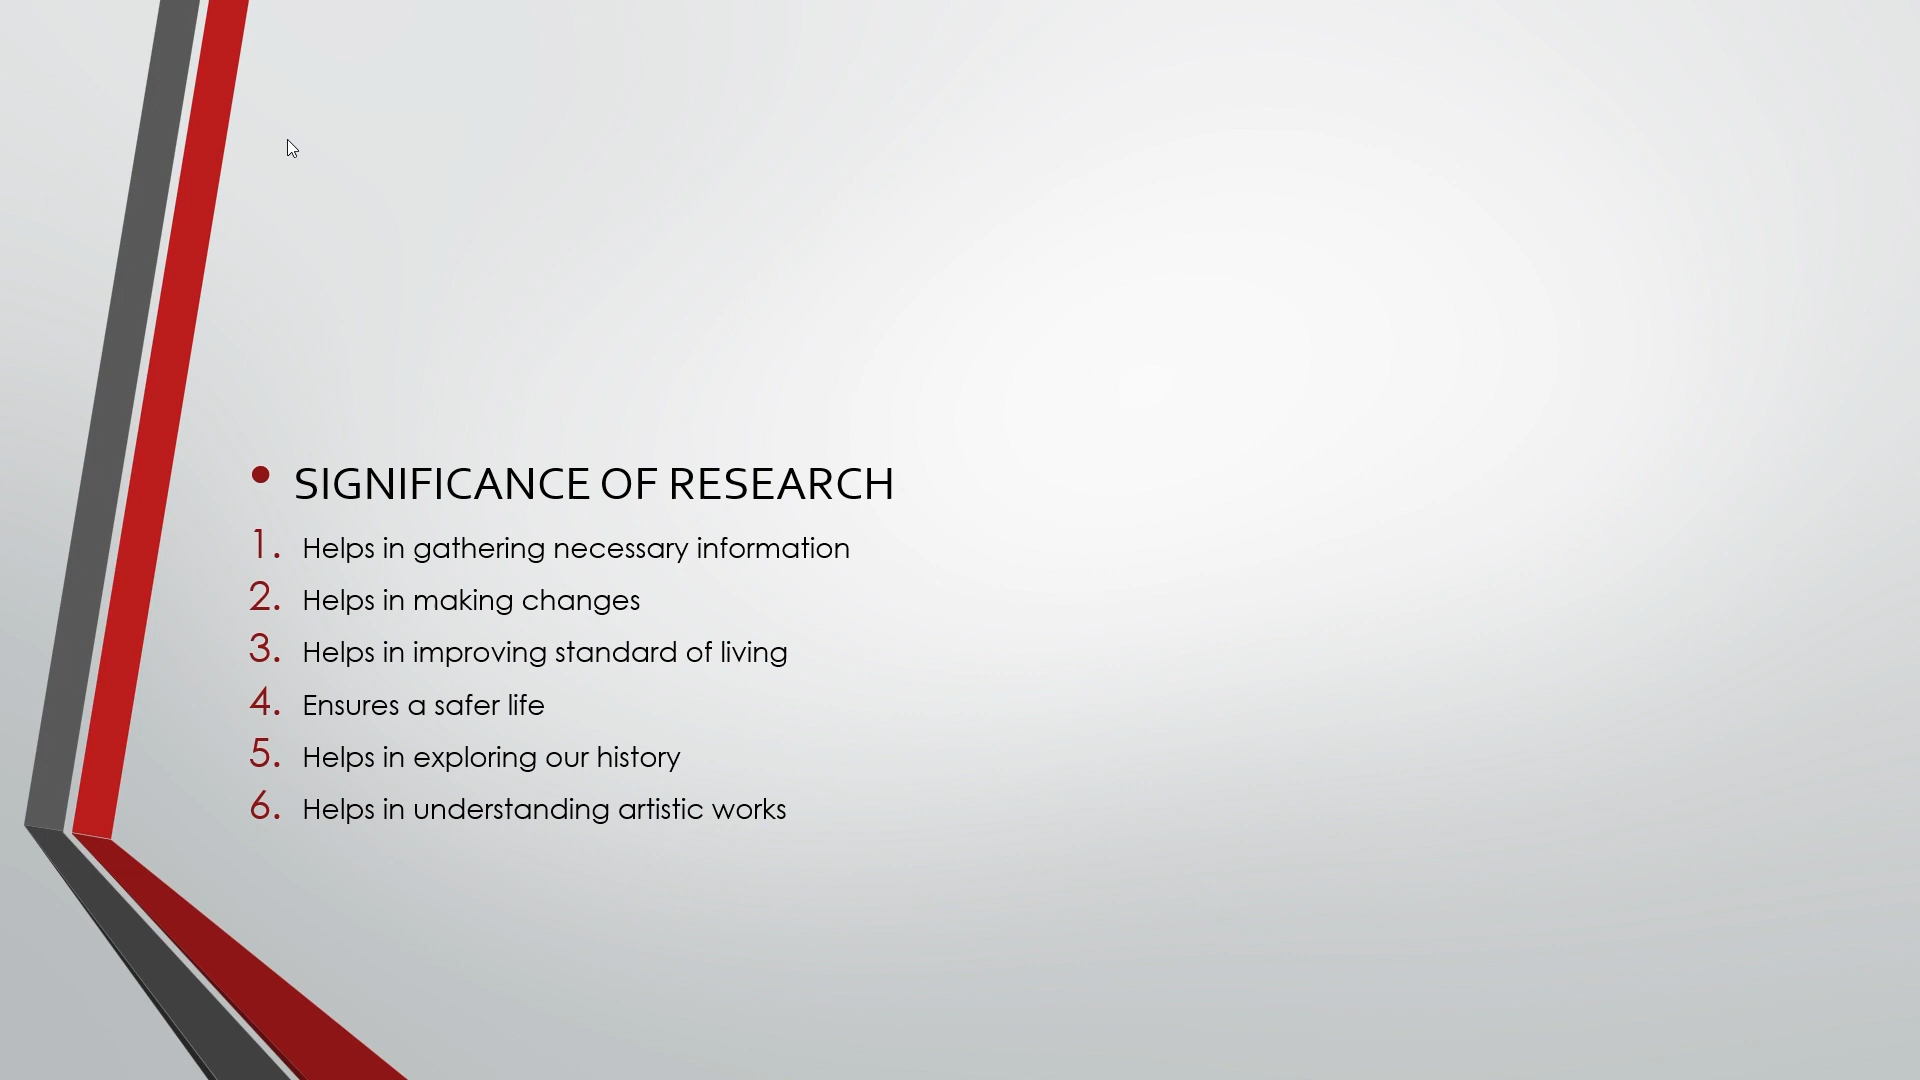 • SIGNIFICANCE OF RESEARCH
1. Helps in gathering necessary information
2. Helps in making changes
3. Helps in improving standard of living
4. Ensures a safer life
5. Helps in exploring our history
6. Helps in understanding artistic works